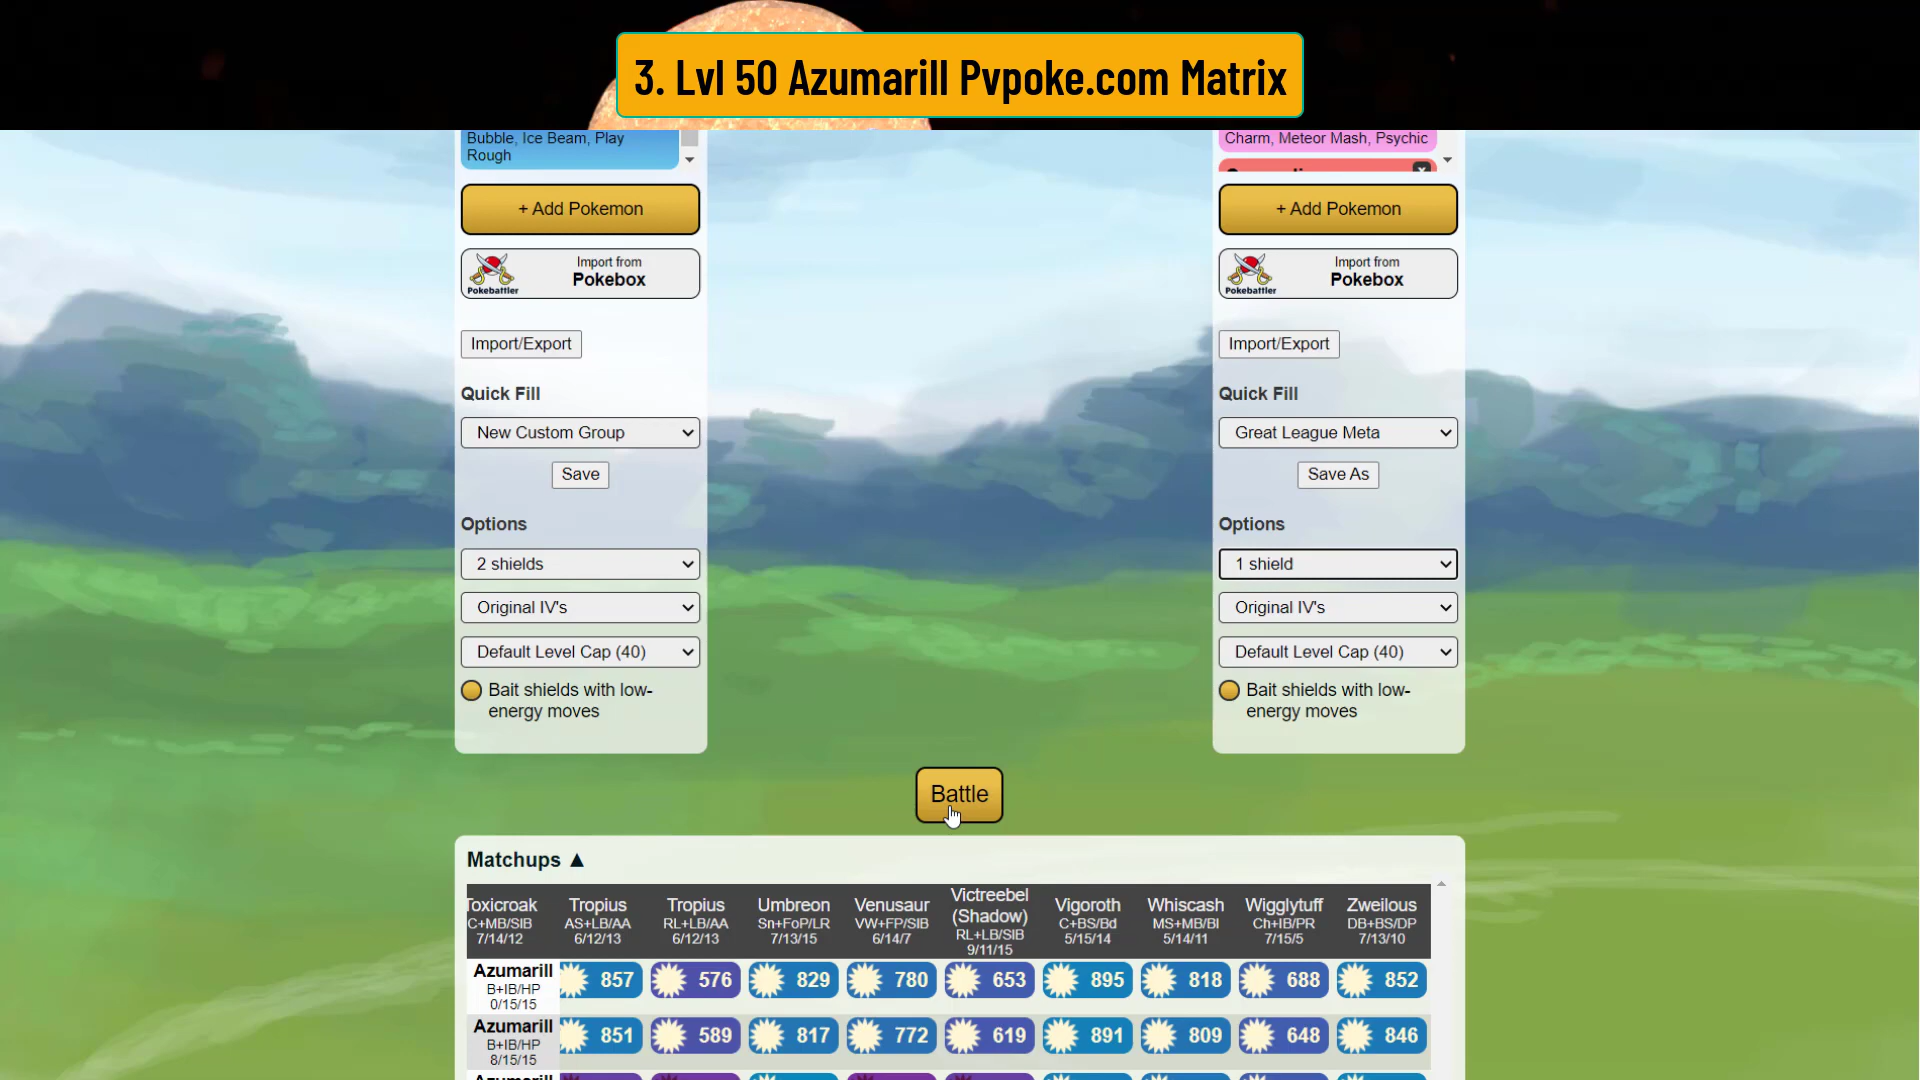 3. Lvl 50 Azumarill Pvpoke.com Matrix
Bubble, Ice Beam, Play
Rough
+ Add Pokemon
Import from
Pokebox
Pokebattler
Import/Export
Quick Fill
New Custom Group
Save
Options
2 shields
Original IV's
Default Level Cap (40)
Bait shields with low-
energy moves
Charm, Meteor Mash, Psychic
+ Add Pokemon
Import from
Pokebox
Pokebattler
Import/Export
Quick Fill
Great League Meta
Save As
Options
1 shield
Original IV's
Default Level Cap (40)
Bait shields with low-
energy moves
Battle
Matchups ▲
Toxicroak
C+MB/SIB
7/14/12
Tropius
AS+LB/AA
6/12/13
Tropius
RL+LB/AA
6/12/13
Umbreon
Sn+FoP/LR
7/13/15
Venusaur
VW+FP/SIB
6/14/7
Victreebel
(Shadow)
RL+LB/SIB
9/11/15
Vigoroth
C+BS/Bd
5/15/14
Whiscash
MS+MB/Bl
5/14/11
Wigglytuff
Ch+IB/PR
7/15/5
Zweilous
DB+BS/DP
7/13/10
Azumarill
B+IB/HP
0/15/15
857 576 829 780 653 895 818 688 852
Azumarill
B+IB/HP
8/15/15
851 589 817 772 619 891 809 648 846